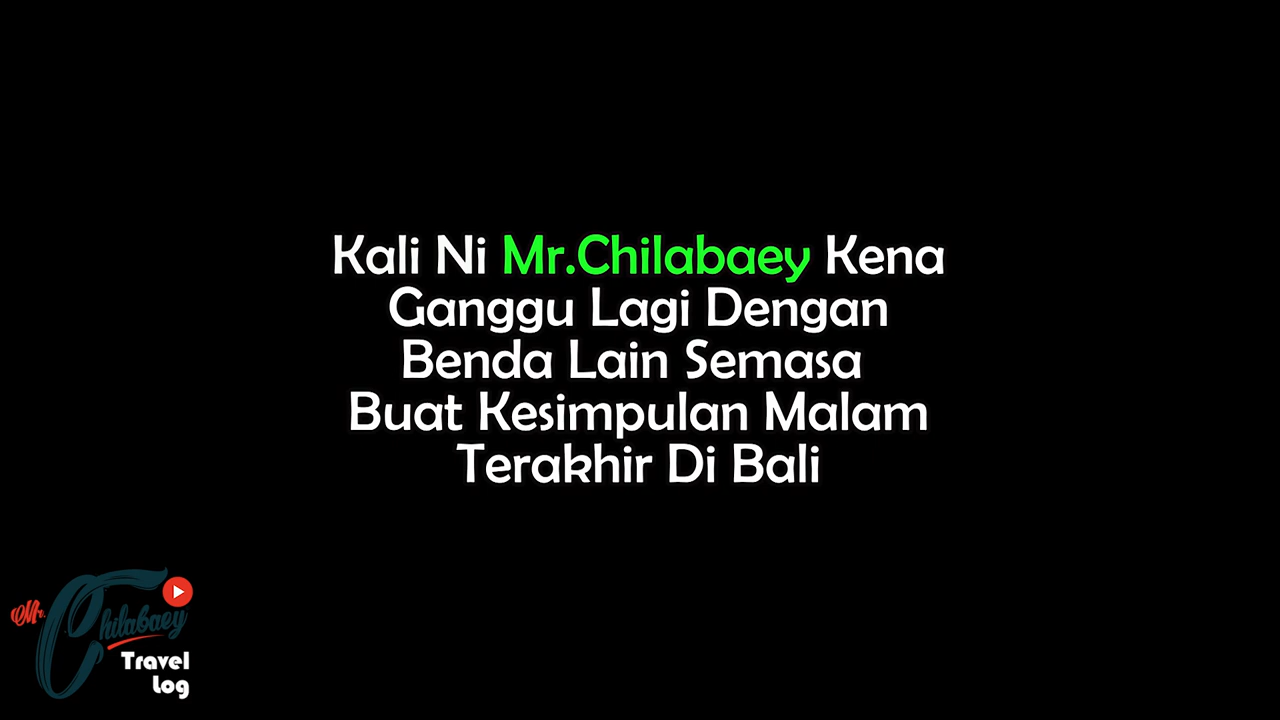 Kali Ni Mr.Chilabaey Kena
Ganggu Lagi Dengan
Benda Lain Semasa
Buat Kesimpulan Malam
Terakhir Di Bali
Mr.
Chilabaey
Travel
Log